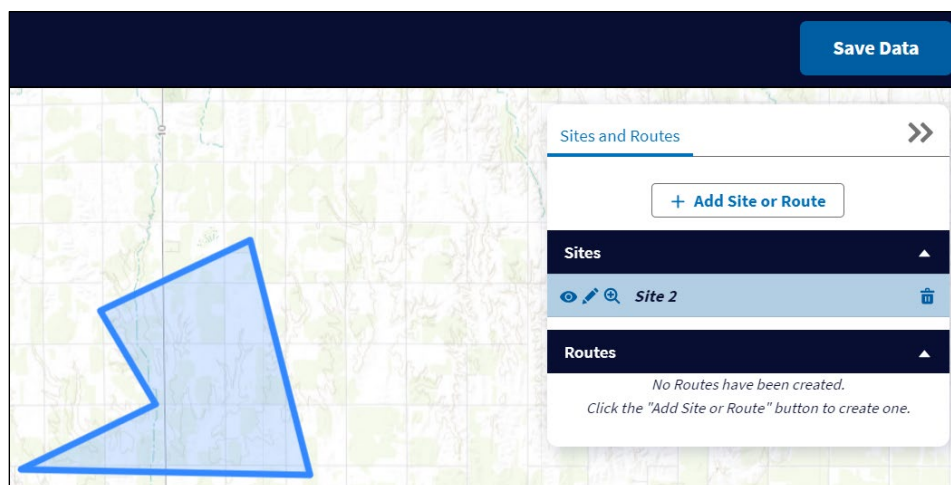 Save Data
10
Sites and Routes
+ Add Site or Route
Sites
Site 2
Routes
No Routes have been created.
Click the "Add Site or Route" button to create one.